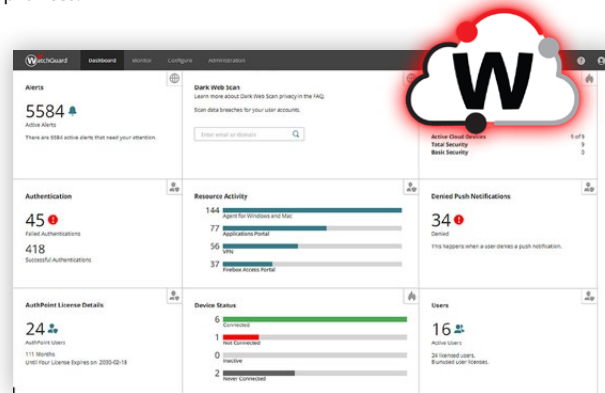 WatchGuard Dashboard Monitor Configure Administration
W
Alerts
5584
Active Alerts
There are 5584 active alerts that need your attention.
Dark Web Scan
Learn more about Dark Web Scan privacy in the FAQ.
Scan data breaches for your user accounts.
Enter email or domain
Active Cloud Devices 9 of 9
Total Security 9
Basic Security 0
Authentication
45
Failed Authentications
418
Successful Authentications
Resource Activity
144
Agent for Windows and Mac
77
Applications Portal
56
VPN
37
Firebox Access Portal
Denied Push Notifications
34
Denied
This happens when a user denies a push notification.
AuthPoint License Details
24
AuthPoint Users
111 Months
Until Your License Expires on 2030-02-18
Device Status
6
Connected
1
Not Connected
0
Inactive
2
Never Connected
Users
16
Active Users
24 licensed users.
8 unused user licenses.